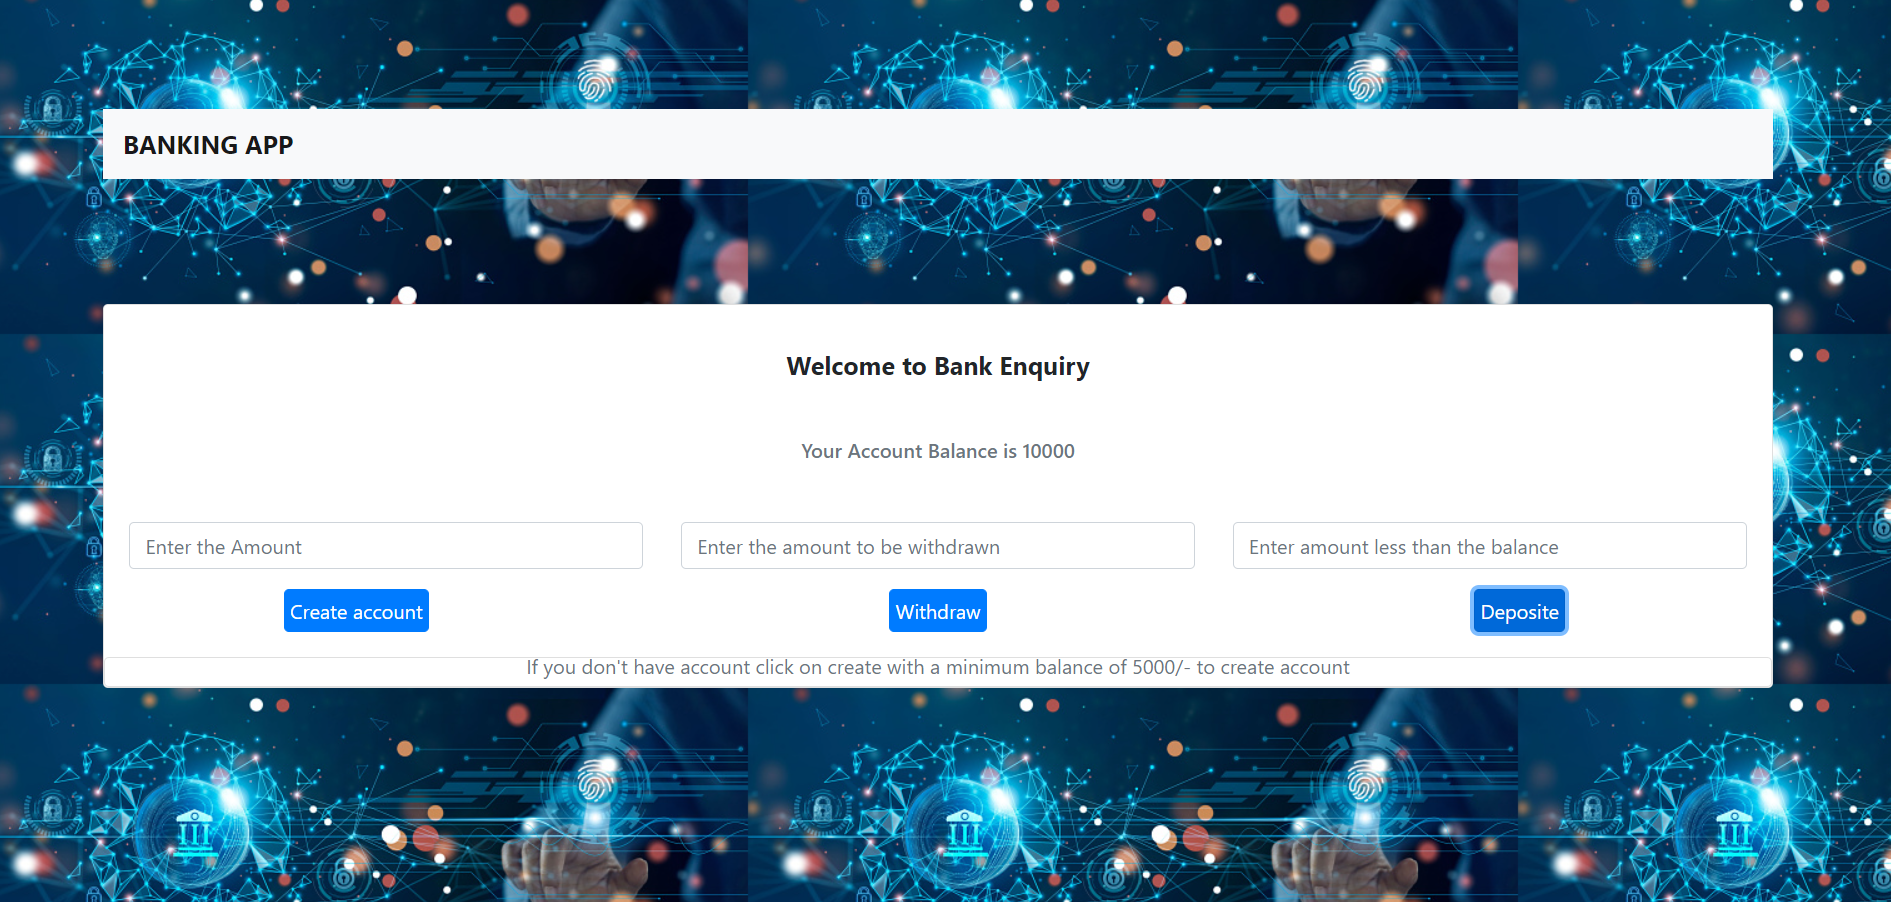 BANKING APP
Welcome to Bank Enquiry
Your Account Balance is 10000
Enter the Amount
Enter the amount to be withdrawn
Enter amount less than the balance
Create account
Withdraw
Deposite
If you don't have account click on create with a minimum balance of 5000/- to create account